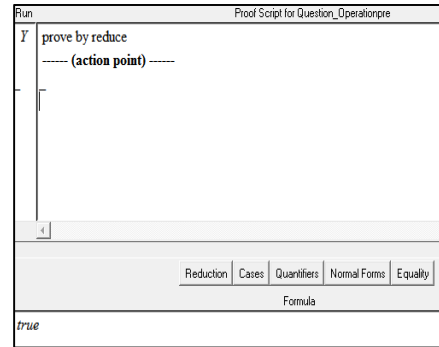 Run Proof Script for Question_Operationpre
Y prove by reduce
------ (action point) ------
Reduction Cases Quantifiers Normal Forms Equality
Formula
true